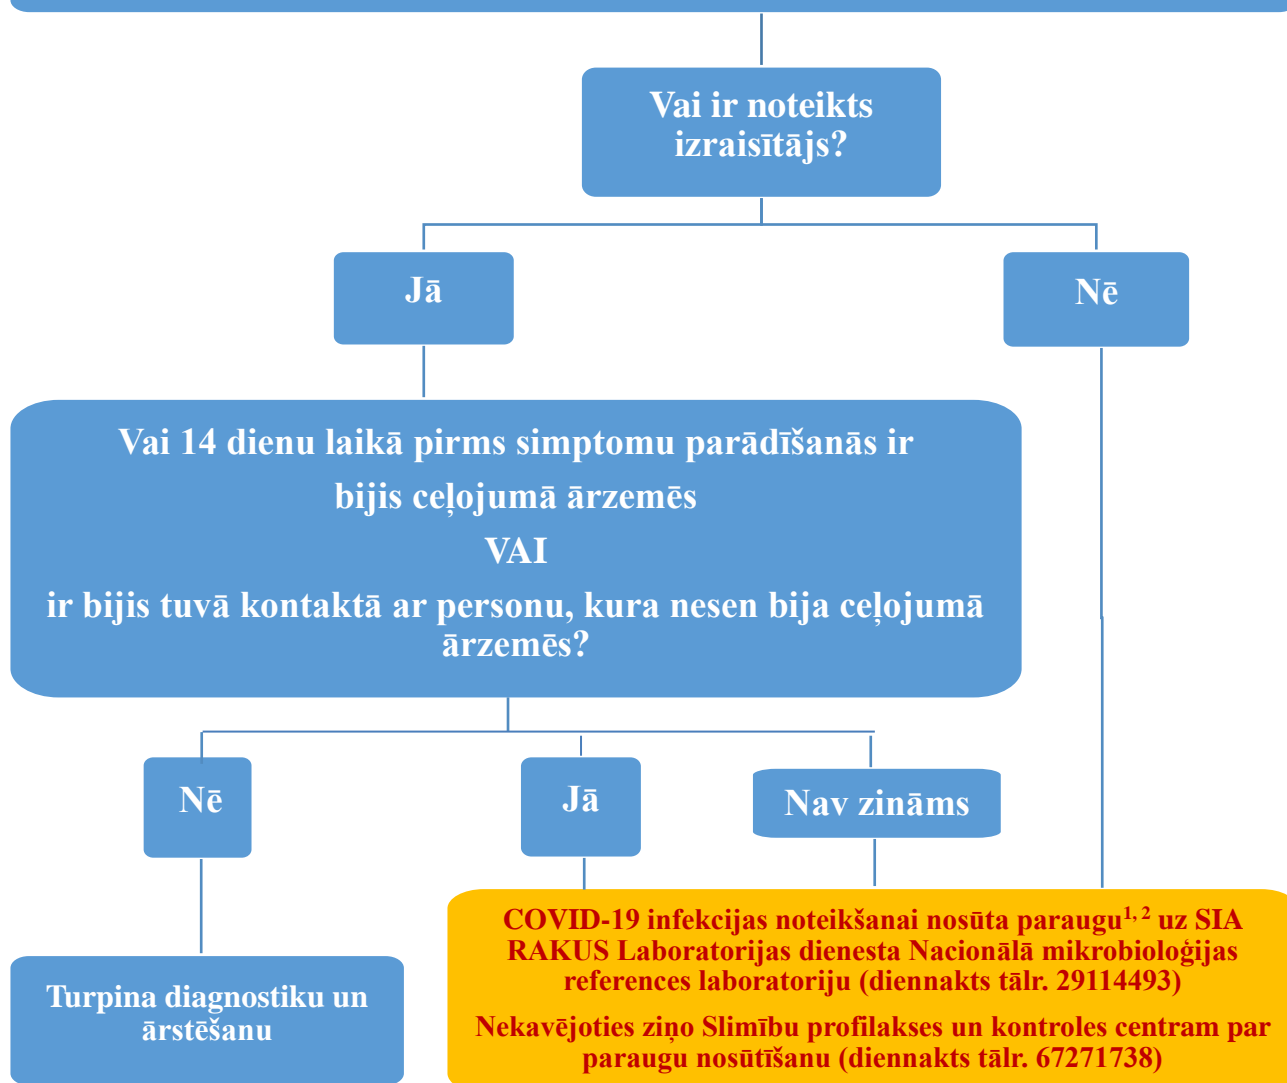 Vai ir noteikts
izraisītājs?
Jā
Nē
Vai 14 dienu laikā pirms simptomu parādīšanās ir
bijis ceļojumā ārzemēs
VAI
ir bijis tuvā kontaktā ar personu, kura nesen bija ceļojumā
ārzemēs?
Nē
Jā
Nav zināms
Turpina diagnostiku un
ārstēšanu
COVID-19 infekcijas noteikšanai nosūta paraugu¹, ² uz SIA
RAKUS Laboratorijas dienesta Nacionālā mikrobioloģijas
references laboratoriju (diennakts tālr. 29114493)
Nekavējoties ziņo Slimību profilakses un kontroles centram par
paraugu nosūtīšanu (diennakts tālr. 67271738)